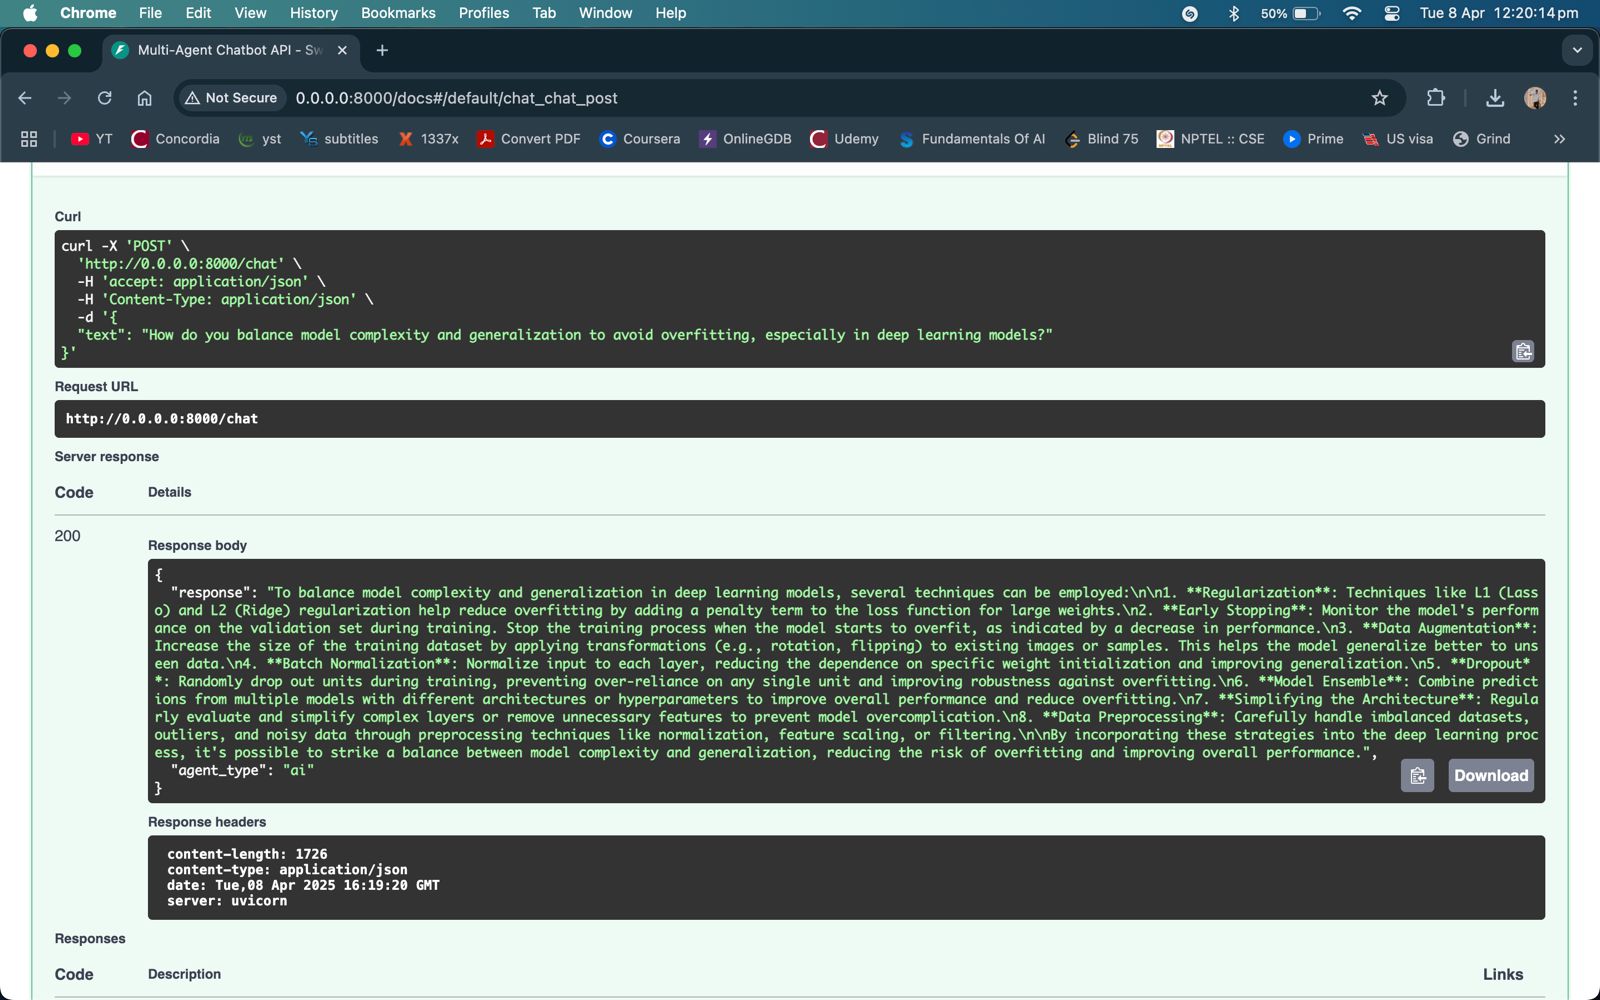 Chrome File Edit View History Bookmarks Profiles Tab Window Help 50% Tue 8 Apr 12:20:14 pm
Multi-Agent Chatbot API - Sw
Not Secure 0.0.0.0:8000/docs#/default/chat_chat_post
YT Concordia yst subtitles 1337x Convert PDF Coursera OnlineGDB Udemy Fundamentals Of AI Blind 75 NPTEL :: CSE Prime US visa Grind »
Curl
curl -X 'POST' \
'http://0.0.0.0:8000/chat' \
-H 'accept: application/json' \
-H 'Content-Type: application/json' \
-d '{
"text": "How do you balance model complexity and generalization to avoid overfitting, especially in deep learning models?"
}'
Request URL
http://0.0.0.0:8000/chat
Server response
Code Details
200
Response body
{
"response": "To balance model complexity and generalization in deep learning models, several techniques can be employed:\n\n1. **Regularization**: Techniques like L1 (Lass
o) and L2 (Ridge) regularization help reduce overfitting by adding a penalty term to the loss function for large weights.\n2. **Early Stopping**: Monitor the model's perform
ance on the validation set during training. Stop the training process when the model starts to overfit, as indicated by a decrease in performance.\n3. **Data Augmentation**:
Increase the size of the training dataset by applying transformations (e.g., rotation, flipping) to existing images or samples. This helps the model generalize better to uns
een data.\n4. **Batch Normalization**: Normalize input to each layer, reducing the dependence on specific weight initialization and improving generalization.\n5. **Dropout*
*: Randomly drop out units during training, preventing over-reliance on any single unit and improving robustness against overfitting.\n6. **Model Ensemble**: Combine predict
ions from multiple models with different architectures or hyperparameters to improve overall performance and reduce overfitting.\n7. **Simplifying the Architecture**: Regula
rly evaluate and simplify complex layers or remove unnecessary features to prevent model overcomplication.\n8. **Data Preprocessing**: Carefully handle imbalanced datasets,
outliers, and noisy data through preprocessing techniques like normalization, feature scaling, or filtering.\n\nBy incorporating these strategies into the deep learning proc
ess, it's possible to strike a balance between model complexity and generalization, reducing the risk of overfitting and improving overall performance.",
"agent_type": "ai"
}
Download
Response headers
content-length: 1726
content-type: application/json
date: Tue,08 Apr 2025 16:19:20 GMT
server: uvicorn
Responses
Code Description Links